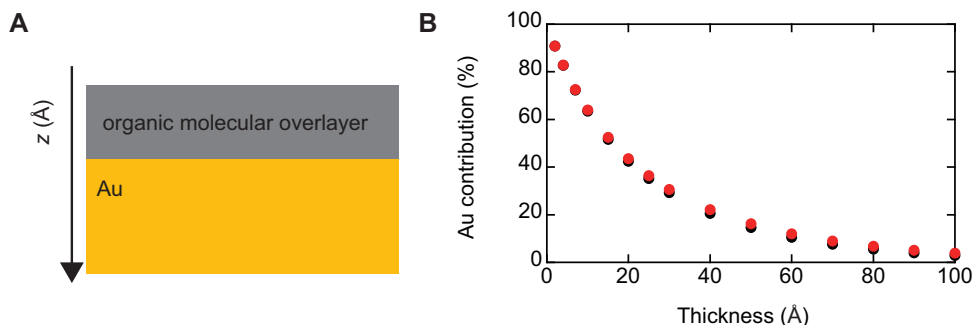 A
z (Å)
organic molecular overlayer
Au
B
Au contribution (%)
100
80
60
40
20
0
0 20 40 60 80 100
Thickness (Å)